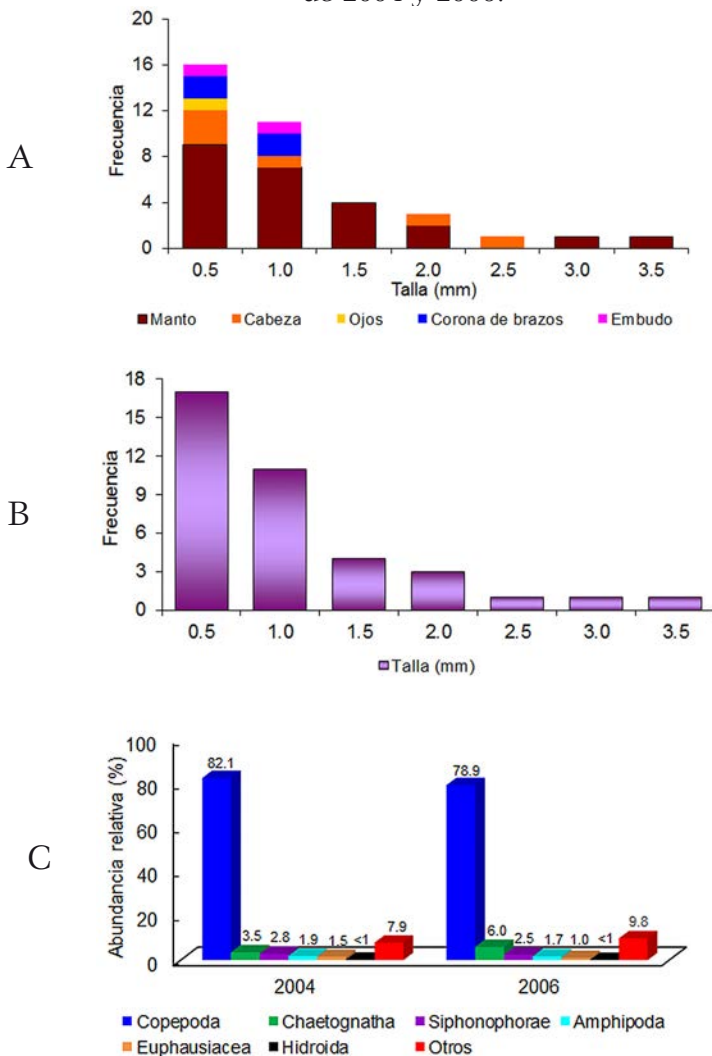 de 2004 y 2006.
A
Frecuencia
20
16
12
8
4
0
0.5 1.0 1.5 2.0 2.5 3.0 3.5
Talla (mm)
Manto Cabeza Ojos Corona de brazos Embudo
B
Frecuencia
18
15
12
9
6
3
0
0.5 1.0 1.5 2.0 2.5 3.0 3.5
Talla (mm)
C
Abundancia relativa (%)
100
80
60
40
20
0
82.1 3.5 2.8 1.9 1.5 <1 7.9
78.9 6.0 2.5 1.7 1.0 <1 9.8
2004 2006
Copepoda Chaetognatha Siphonophorae Amphipoda
Euphausiacea Hidroida Otros